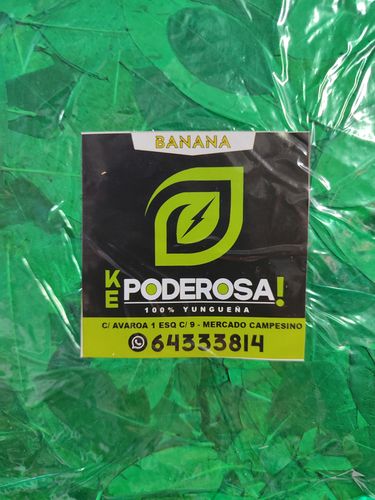 BANANA
KE PODEROSA!
100% YUNGUEÑA
C/ AVAROA 1 ESQ C/ 9 - MERCADO CAMPESINO
64333814